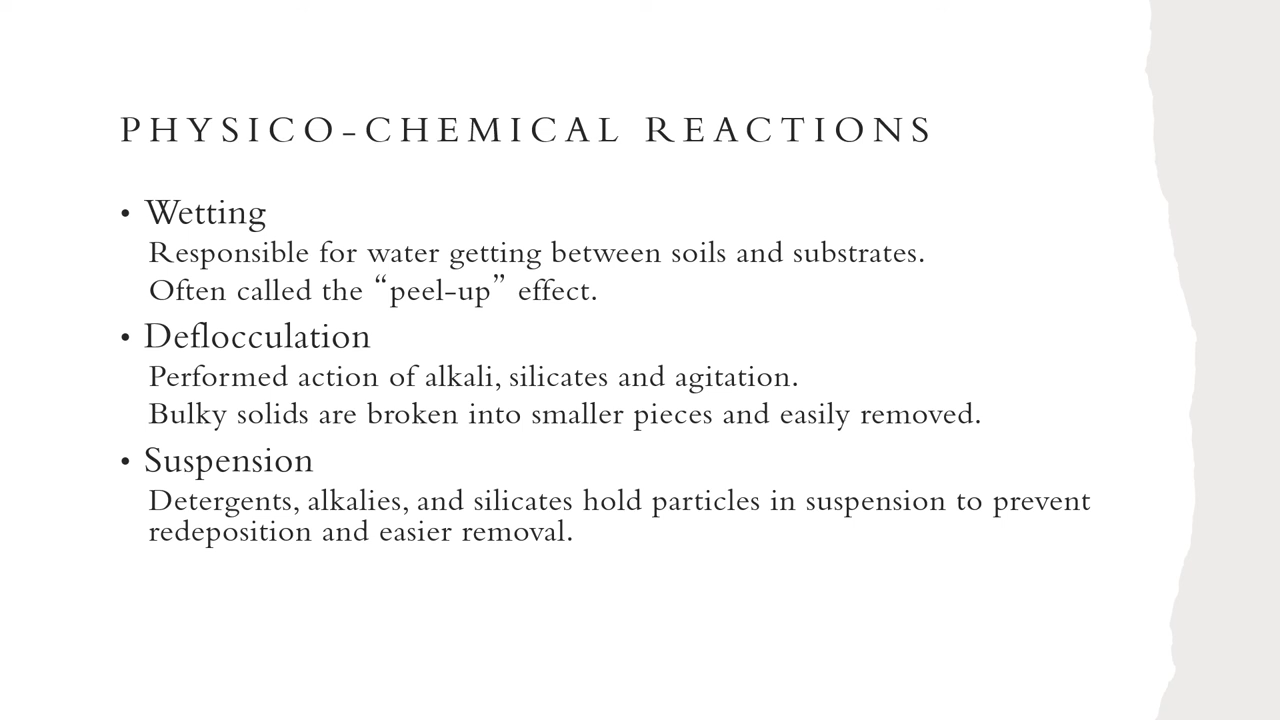 PHYSICO-CHEMICAL REACTIONS
• Wetting
Responsible for water getting between soils and substrates.
Often called the “peel-up” effect.
• Deflocculation
Performed action of alkali, silicates and agitation.
Bulky solids are broken into smaller pieces and easily removed.
• Suspension
Detergents, alkalies, and silicates hold particles in suspension to prevent
redeposition and easier removal.